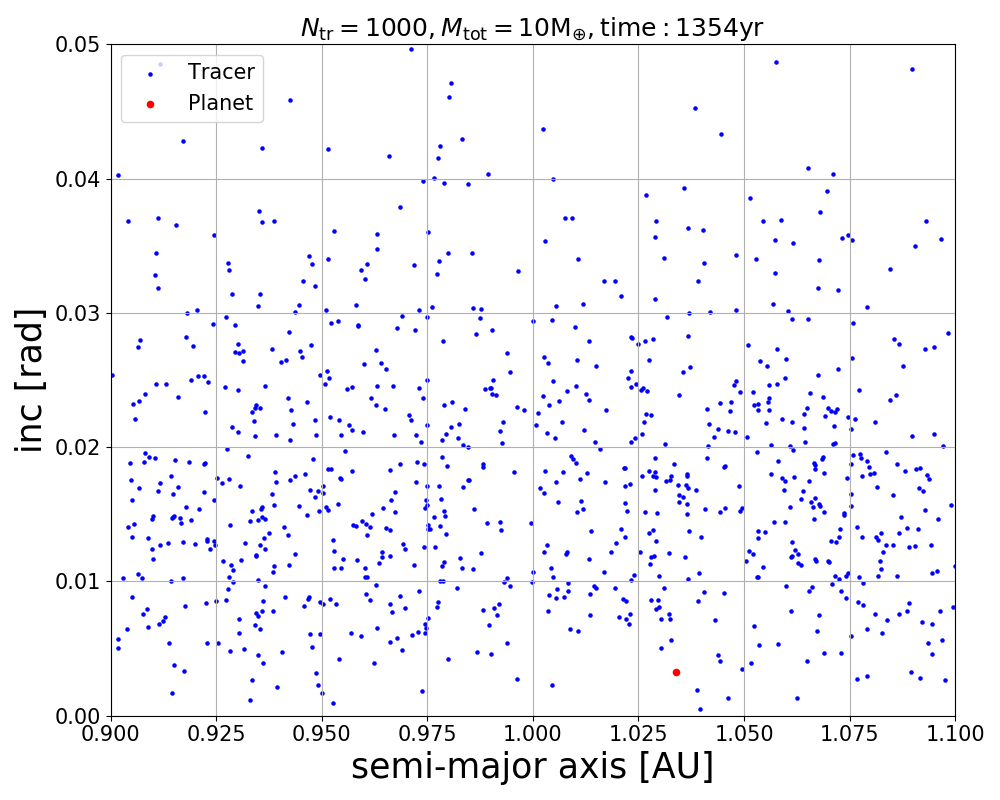 N_tr = 1000, M_tot = 10M_⊕, time : 1354yr
Tracer
Planet
0.05
0.04
0.03
0.02
0.01
0.00
inc [rad]
0.900 0.925 0.950 0.975 1.000 1.025 1.050 1.075 1.100
semi-major axis [AU]